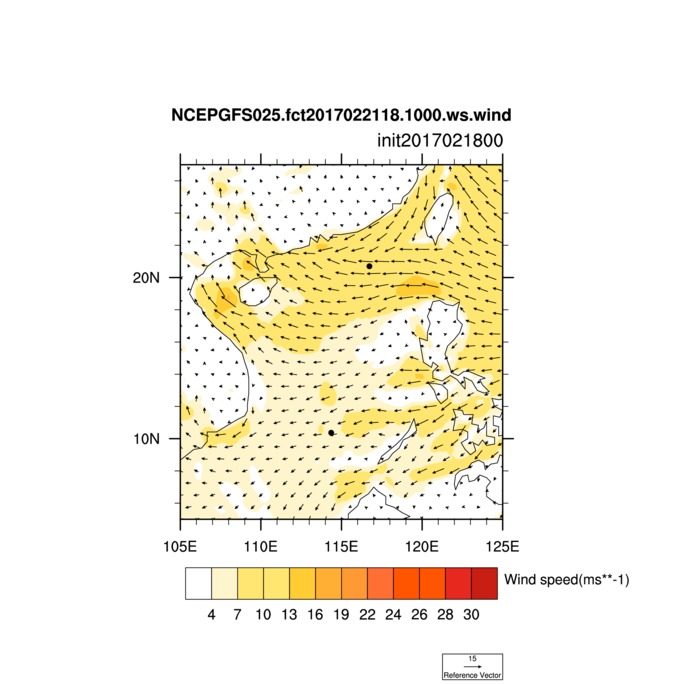 NCEPGFS025.fct2017022118.1000.ws.wind
init2017021800
20N
10N
105E 110E 115E 120E 125E
Wind speed(ms**-1)
4 7 10 13 16 19 22 24 26 28 30
15
Reference Vector